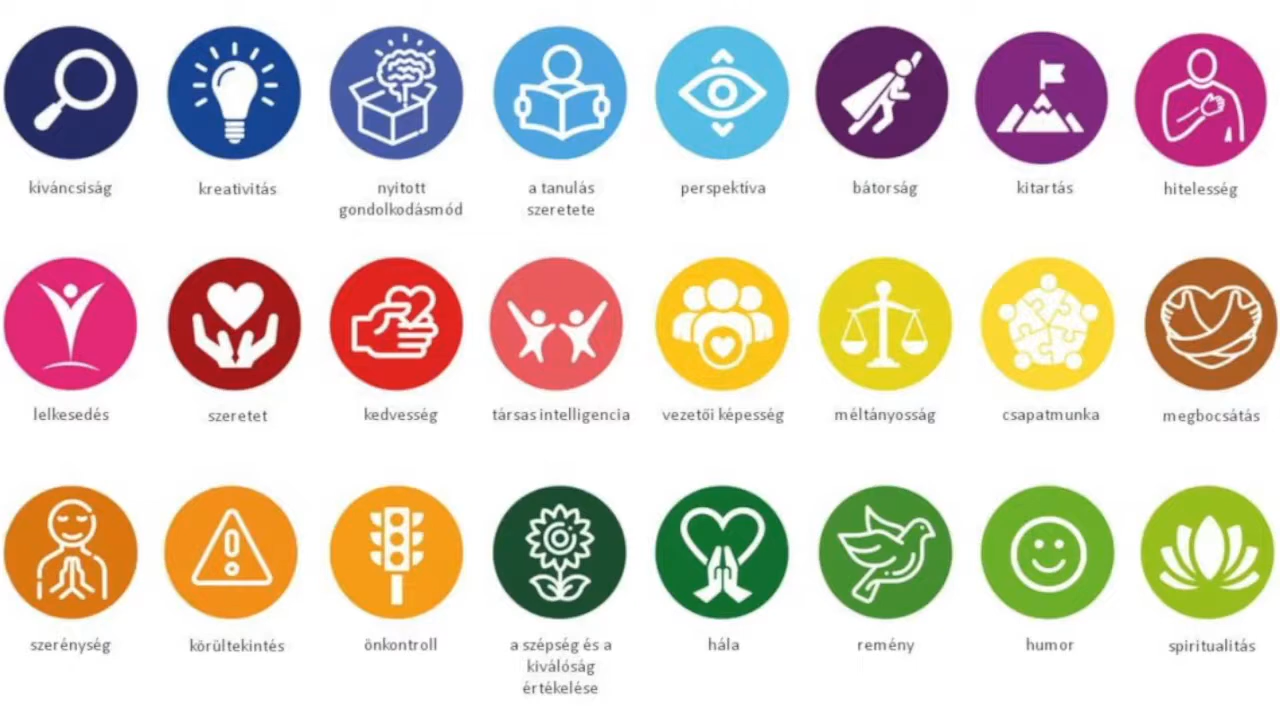 kíváncsiság
kreativitás
nyitott
gondolkodásmód
a tanulás
szeretete
perspektíva
bátorság
kitartás
hitelesség
lelkesedés
szeretet
kedvesség
társas intelligencia
vezetői képesség
méltányosság
csapatmunka
megbocsátás
szerénység
körültekintés
önkontroll
a szépség és a
kiválóság
értékelése
hála
remény
humor
spiritualitás